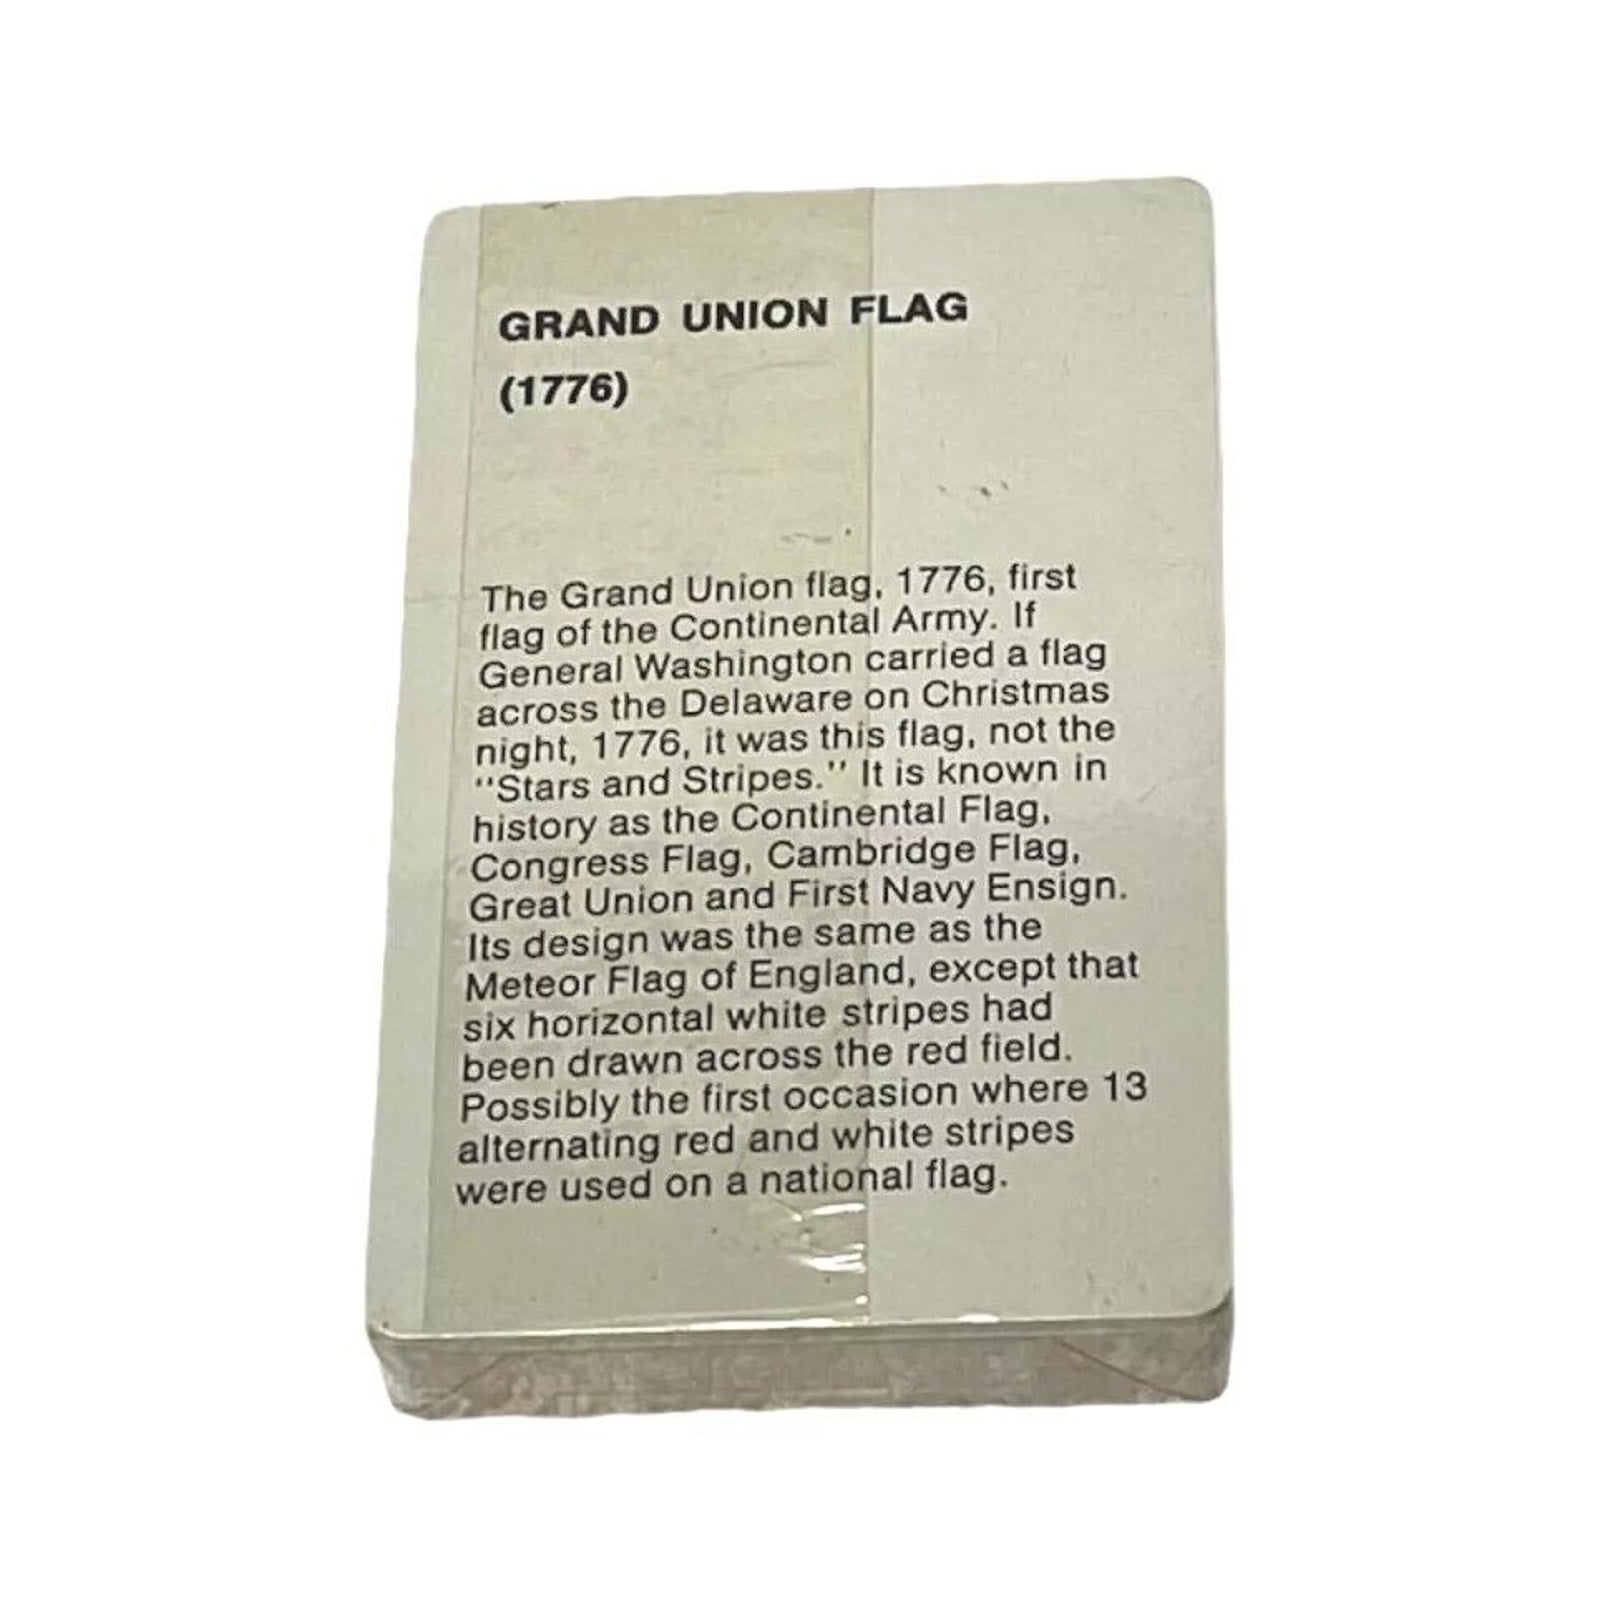 GRAND UNION FLAG
(1776)
The Grand Union flag, 1776, first
flag of the Continental Army. If
General Washington carried a flag
across the Delaware on Christmas
night, 1776, it was this flag, not the
"Stars and Stripes." It is known in
history as the Continental Flag,
Congress Flag, Cambridge Flag,
Great Union and First Navy Ensign.
Its design was the same as the
Meteor Flag of England, except that
six horizontal white stripes had
been drawn across the red field.
Possibly the first occasion where 13
alternating red and white stripes
were used on a national flag.